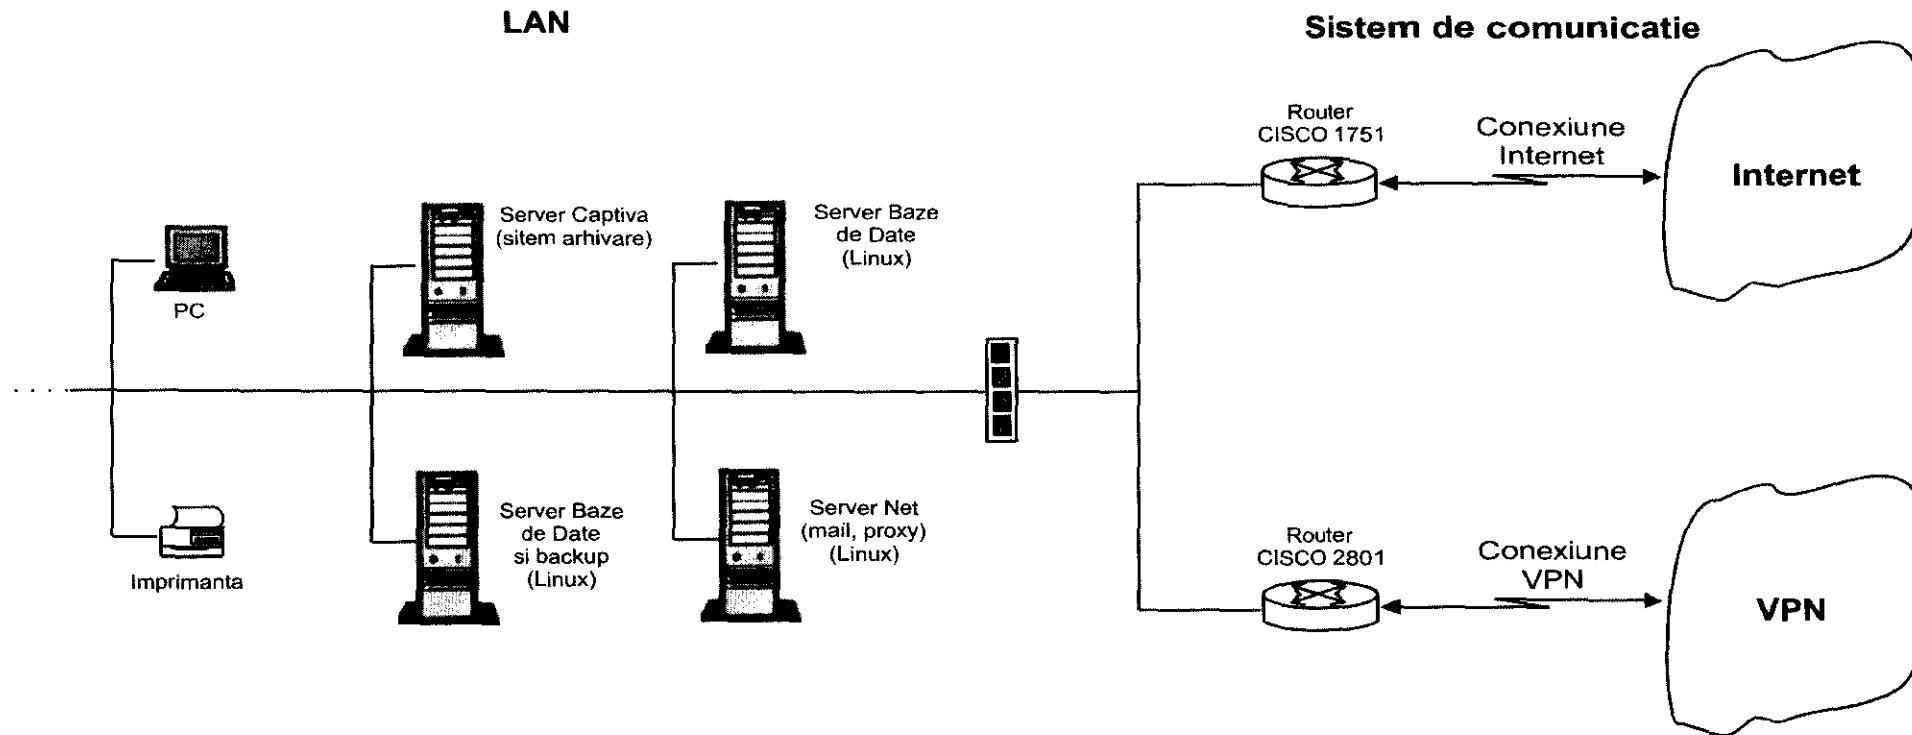 LAN
Sistem de comunicatie
Router
CISCO 1751
Conexiune
Internet
Internet
Server Captiva
(sitem arhivare)
Server Baze
de Date
(Linux)
PC
Server Baze
de Date
si backup
(Linux)
Server Net
(mail, proxy)
(Linux)
Imprimanta
Router
CISCO 2801
Conexiune
VPN
VPN